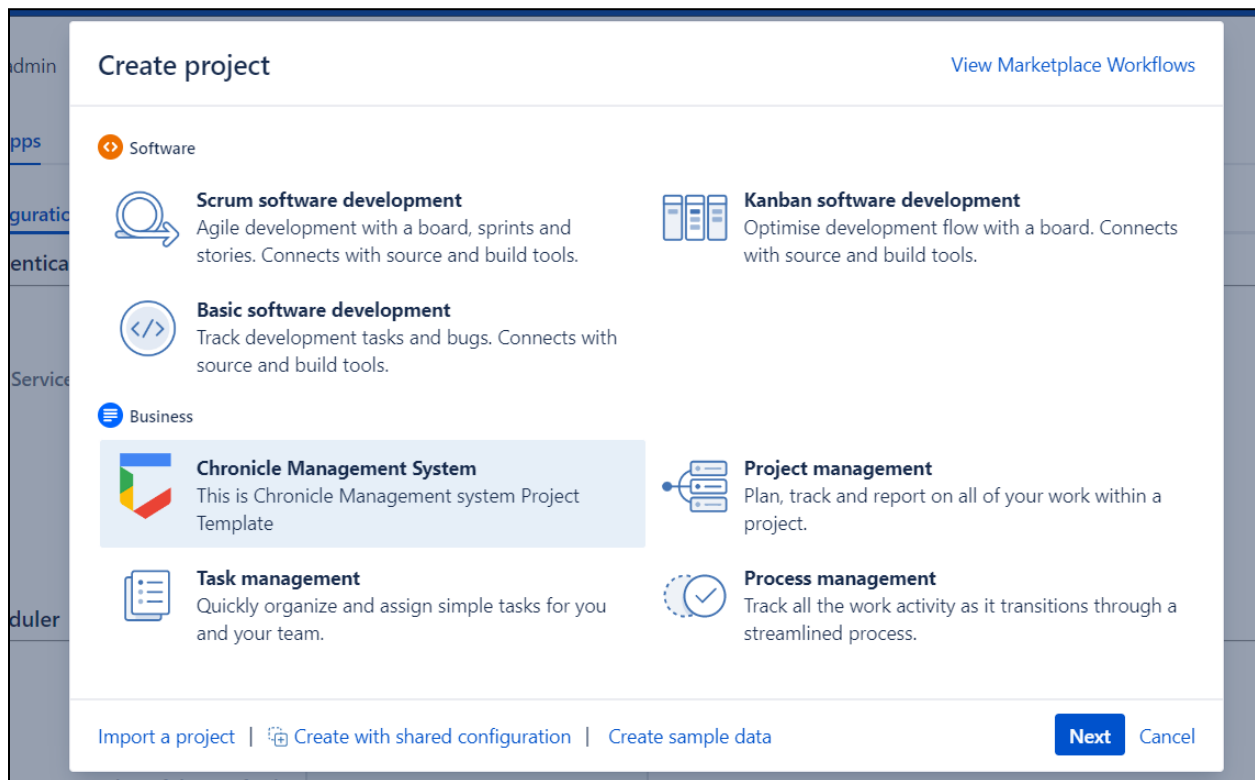 Create project
View Marketplace Workflows
admin
pps
guratio
entica
Service
duler
Software
Scrum software development
Agile development with a board, sprints and
stories. Connects with source and build tools.
Kanban software development
Optimise development flow with a board. Connects
with source and build tools.
Basic software development
Track development tasks and bugs. Connects with
source and build tools.
Business
Chronicle Management System
This is Chronicle Management system Project
Template
Project management
Plan, track and report on all of your work within a
project.
Task management
Quickly organize and assign simple tasks for you
and your team.
Process management
Track all the work activity as it transitions through a
streamlined process.
Import a project | Create with shared configuration | Create sample data
Next Cancel